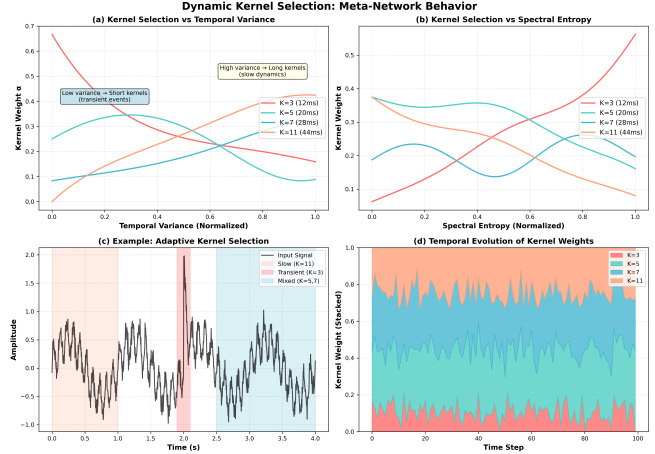 Dynamic Kernel Selection: Meta-Network Behavior
(a) Kernel Selection vs Temporal Variance
0.7
0.6
0.5
0.4
0.3
0.2
0.1
0.0
Kernel Weight α
Low variance → Short kernels
(transient events)
High variance → Long kernels
(slow dynamics)
K=3 (12ms)
K=5 (20ms)
K=7 (28ms)
K=11 (44ms)
0.0 0.2 0.4 0.6 0.8 1.0
Temporal Variance (Normalized)
(b) Kernel Selection vs Spectral Entropy
0.5
0.4
0.3
0.2
0.1
Kernel Weight α
K=3 (12ms)
K=5 (20ms)
K=7 (28ms)
K=11 (44ms)
0.0 0.2 0.4 0.6 0.8 1.0
Spectral Entropy (Normalized)
(c) Example: Adaptive Kernel Selection
2.0
1.5
1.0
0.5
0.0
−0.5
−1.0
Amplitude
Input Signal
Slow (K=11)
Transient (K=3)
Mixed (K=5,7)
0.0 0.5 1.0 1.5 2.0 2.5 3.0 3.5 4.0
Time (s)
(d) Temporal Evolution of Kernel Weights
1.0
0.8
0.6
0.4
0.2
0.0
Kernel Weight (Stacked)
K=3
K=5
K=7
K=11
0 20 40 60 80 100
Time Step